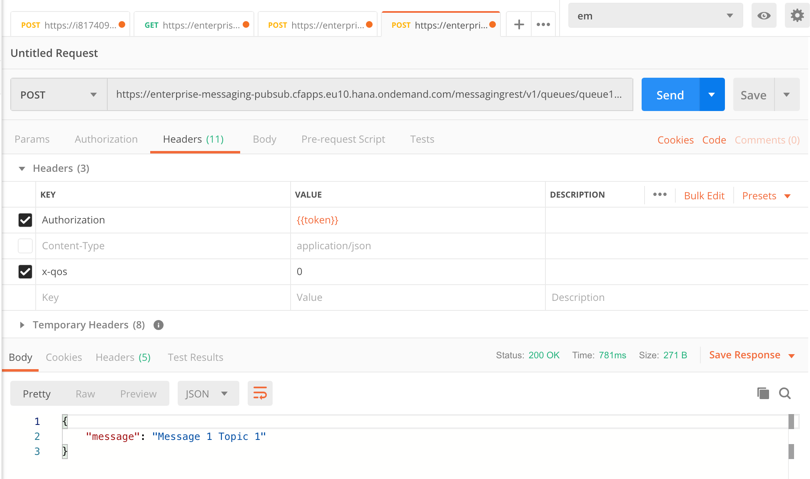 POST https://i817409... GET https://enterpris... POST https://enterpri... POST https://enterpri... + ••• em
Untitled Request
POST https://enterprise-messaging-pubsub.cfapps.eu10.hana.ondemand.com/messagingrest/v1/queues/queue1... Send Save
Params Authorization Headers (11) Body Pre-request Script Tests Cookies Code Comments (0)
Headers (3)
KEY VALUE DESCRIPTION ••• Bulk Edit Presets
Authorization {{token}}
Content-Type application/json
x-qos 0
Key Value Description
Temporary Headers (8) i
Body Cookies Headers (5) Test Results Status: 200 OK Time: 781ms Size: 271 B Save Response
Pretty Raw Preview JSON
1 {
2 "message": "Message 1 Topic 1"
3 }